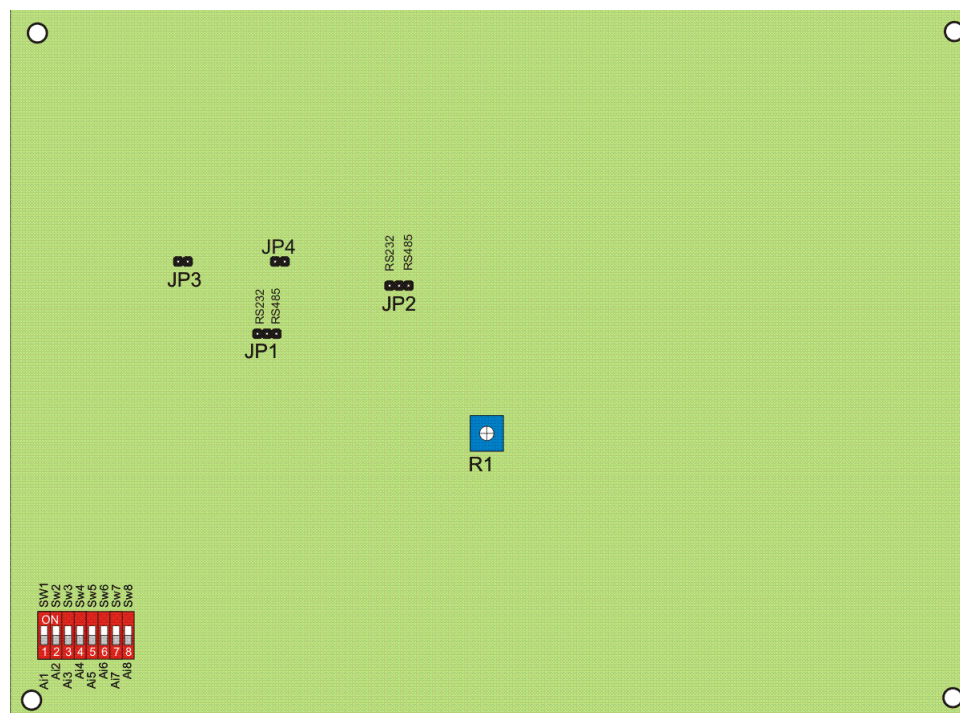 JP4
JP3
RS232
RS485
JP2
RS232
RS485
JP1
R1
SW1
Sw2
Sw3
Sw4
Sw5
Sw6
Sw7
Sw8
ON
1 2 3 4 5 6 7 8
Ai1
Ai2
Ai3
Ai4
Ai5
Ai6
Ai7
Ai8